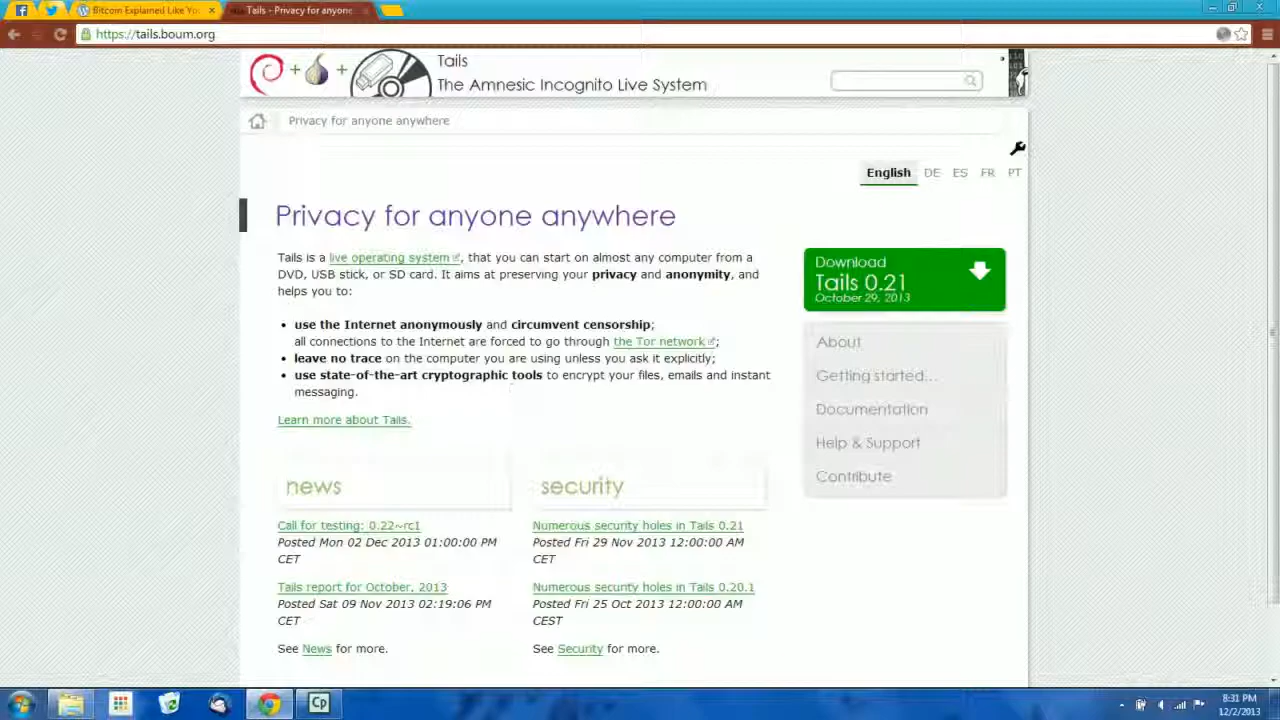 Bitcoin Explained Like Yo
Tails - Privacy for anyone
https://tails.boum.org
Tails
The Amnesic Incognito Live System
Privacy for anyone anywhere
English DE ES FR PT
Privacy for anyone anywhere
Tails is a live operating system, that you can start on almost any computer from a
DVD, USB stick, or SD card. It aims at preserving your privacy and anonymity, and
helps you to:
use the Internet anonymously and circumvent censorship;
all connections to the Internet are forced to go through the Tor network;
leave no trace on the computer you are using unless you ask it explicitly;
use state-of-the-art cryptographic tools to encrypt your files, emails and instant
messaging.
Learn more about Tails.
Download
Tails 0.21
October 29, 2013
About
Getting started...
Documentation
Help & Support
Contribute
news
Call for testing: 0.22~rc1
Posted Mon 02 Dec 2013 01:00:00 PM
CET
Tails report for October, 2013
Posted Sat 09 Nov 2013 02:19:06 PM
CET
See News for more.
security
Numerous security holes in Tails 0.21
Posted Fri 29 Nov 2013 12:00:00 AM
CET
Numerous security holes in Tails 0.20.1
Posted Fri 25 Oct 2013 12:00:00 AM
CEST
See Security for more.
Cp
8:31 PM
12/2/2013